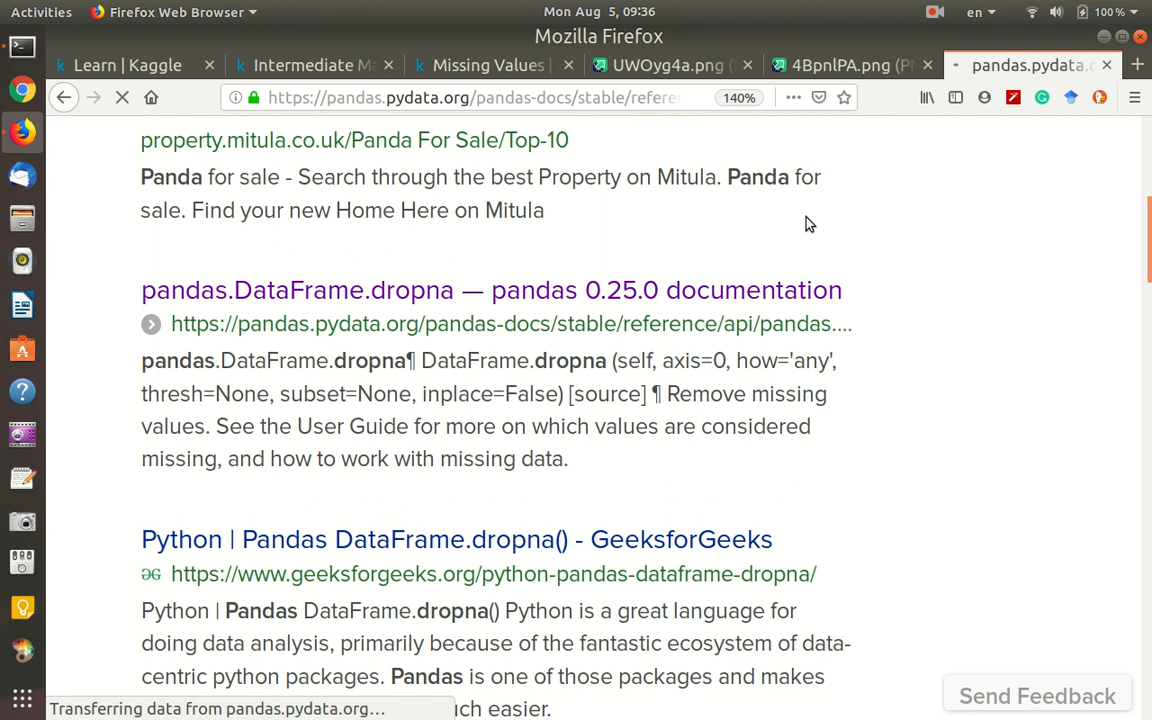 Activities Firefox Web Browser Mon Aug 5, 09:36 en 100%
Mozilla Firefox
Learn | Kaggle Intermediate Ma Missing Values | UWOyg4a.png ( 4BpnlPA.png (PN pandas.pydata.o
https://pandas.pydata.org/pandas-docs/stable/referen 140%
property.mitula.co.uk/Panda For Sale/Top-10
Panda for sale - Search through the best Property on Mitula. Panda for
sale. Find your new Home Here on Mitula
pandas.DataFrame.dropna — pandas 0.25.0 documentation
https://pandas.pydata.org/pandas-docs/stable/reference/api/pandas....
pandas.DataFrame.dropna¶ DataFrame.dropna (self, axis=0, how='any',
thresh=None, subset=None, inplace=False) [source] ¶ Remove missing
values. See the User Guide for more on which values are considered
missing, and how to work with missing data.
Python | Pandas DataFrame.dropna() - GeeksforGeeks
https://www.geeksforgeeks.org/python-pandas-dataframe-dropna/
Python | Pandas DataFrame.dropna() Python is a great language for
doing data analysis, primarily because of the fantastic ecosystem of data-
centric python packages. Pandas is one of those packages and makes
Send Feedback
Transferring data from pandas.pydata.org... uch easier.